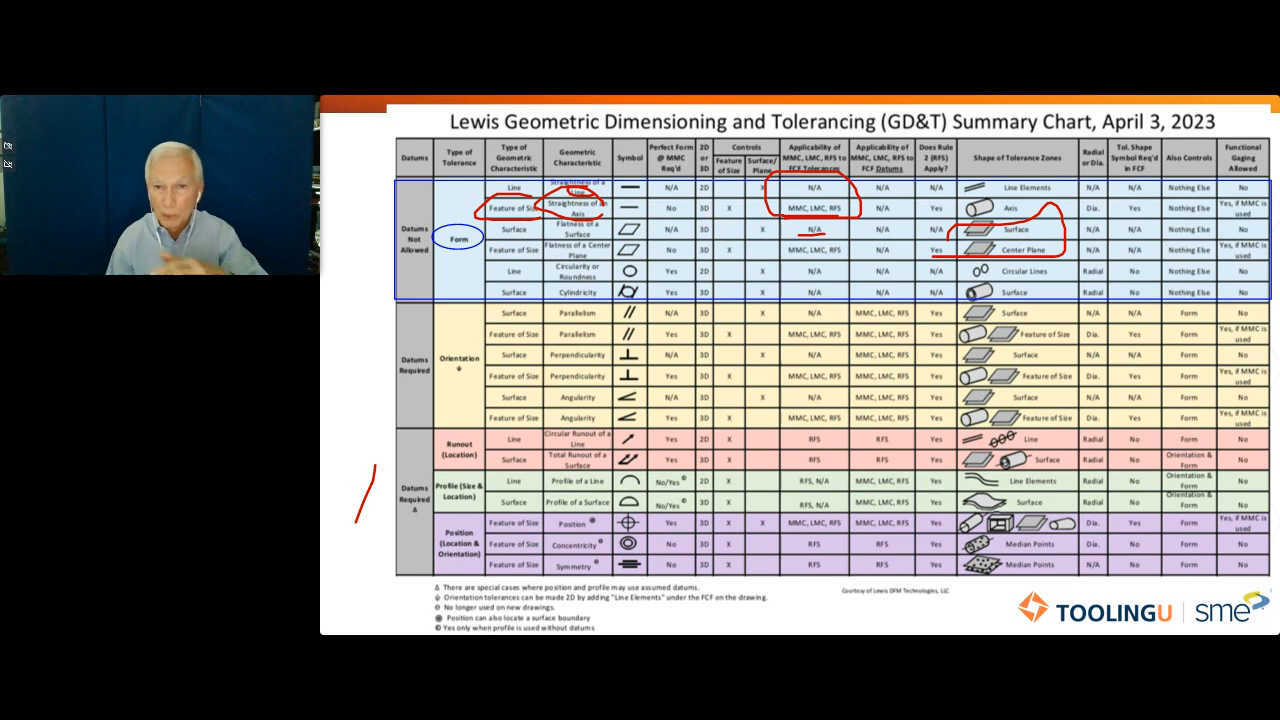 Lewis Geometric Dimensioning and Tolerancing (GD&T) Summary Chart, April 3, 2023
Datums Type of Tolerance Type of Geometric Characteristic Geometric Characteristic Symbol Perfect Form @ MMC Req'd 2D or 3D Controls Feature of Size Surface/ Plane Applicability of MMC, LMC, RFS to FCF Tolerances Applicability of MMC, LMC, RFS to FCF Datums Does Rule 2 (RFS) Apply? Shape of Tolerance Zones Radial or Dia. Tol. Shape Symbol Req'd in FCF Also Controls Functional Gaging Allowed
Datums Not Allowed
Form
Line Straightness of a Line N/A 2D X N/A N/A N/A Line Elements N/A N/A Nothing Else No
Feature of Size Straightness of an Axis No 3D X MMC, LMC, RFS N/A Yes Axis Dia. Yes Nothing Else Yes, if MMC is used
Surface Flatness of a Surface N/A 3D X N/A N/A N/A Surface N/A N/A Nothing Else No
Feature of Size Flatness of a Center Plane No 3D X MMC, LMC, RFS N/A Yes Center Plane N/A No Nothing Else Yes, if MMC is used
Line Circularity or Roundness Yes 2D X N/A N/A N/A Circular Lines Radial No Nothing Else No
Surface Cylindricity Yes 3D X N/A N/A N/A Surface Radial No Nothing Else No
Datums Required
Orientation ψ
Surface Parallelism N/A 3D X N/A MMC, LMC, RFS Yes Surface N/A N/A Form No
Feature of Size Parallelism Yes 3D X MMC, LMC, RFS MMC, LMC, RFS Yes Feature of Size Dia. Yes Form Yes, if MMC is used
Surface Perpendicularity N/A 3D X N/A MMC, LMC, RFS Yes Surface N/A N/A Form No
Feature of Size Perpendicularity Yes 3D X MMC, LMC, RFS MMC, LMC, RFS Yes Feature of Size Dia. Yes Form Yes, if MMC is used
Surface Angularity N/A 3D X N/A MMC, LMC, RFS Yes Surface N/A N/A Form No
Feature of Size Angularity Yes 3D X MMC, LMC, RFS MMC, LMC, RFS Yes Feature of Size Dia. Yes Form Yes, if MMC is used
Datums Required Δ
Runout (Location)
Line Circular Runout of a Line Yes 2D X RFS RFS Yes Line Radial No Form No
Surface Total Runout of a Surface Yes 3D X RFS RFS Yes Surface Radial No Orientation & Form No
Profile (Size & Location)
Line Profile of a Line No/Yes 2D X RFS, N/A MMC, LMC, RFS Yes Line Elements Radial No Orientation & Form No
Surface Profile of a Surface No/Yes 3D X RFS, N/A MMC, LMC, RFS Yes Surface Radial No Orientation & Form No
Position (Location & Orientation)
Feature of Size Position Yes 3D X X MMC, LMC, RFS MMC, LMC, RFS Yes Dia. Yes Form Yes, if MMC is used
Feature of Size Concentricity No 3D X RFS RFS Yes Median Points Dia. No Form No
Feature of Size Symmetry No 3D X RFS RFS Yes Median Points N/A No Form No
Δ There are special cases where position and profile may use assumed datums.
ψ Orientation tolerances can be made 2D by adding "Line Elements" under the FCF on the drawing.
Θ No longer used on new drawings.
Position can also locate a surface boundary
© Yes only when profile is used without datums
Courtesy of Lewis DFM Technologies, LLC
TOOLINGU sme